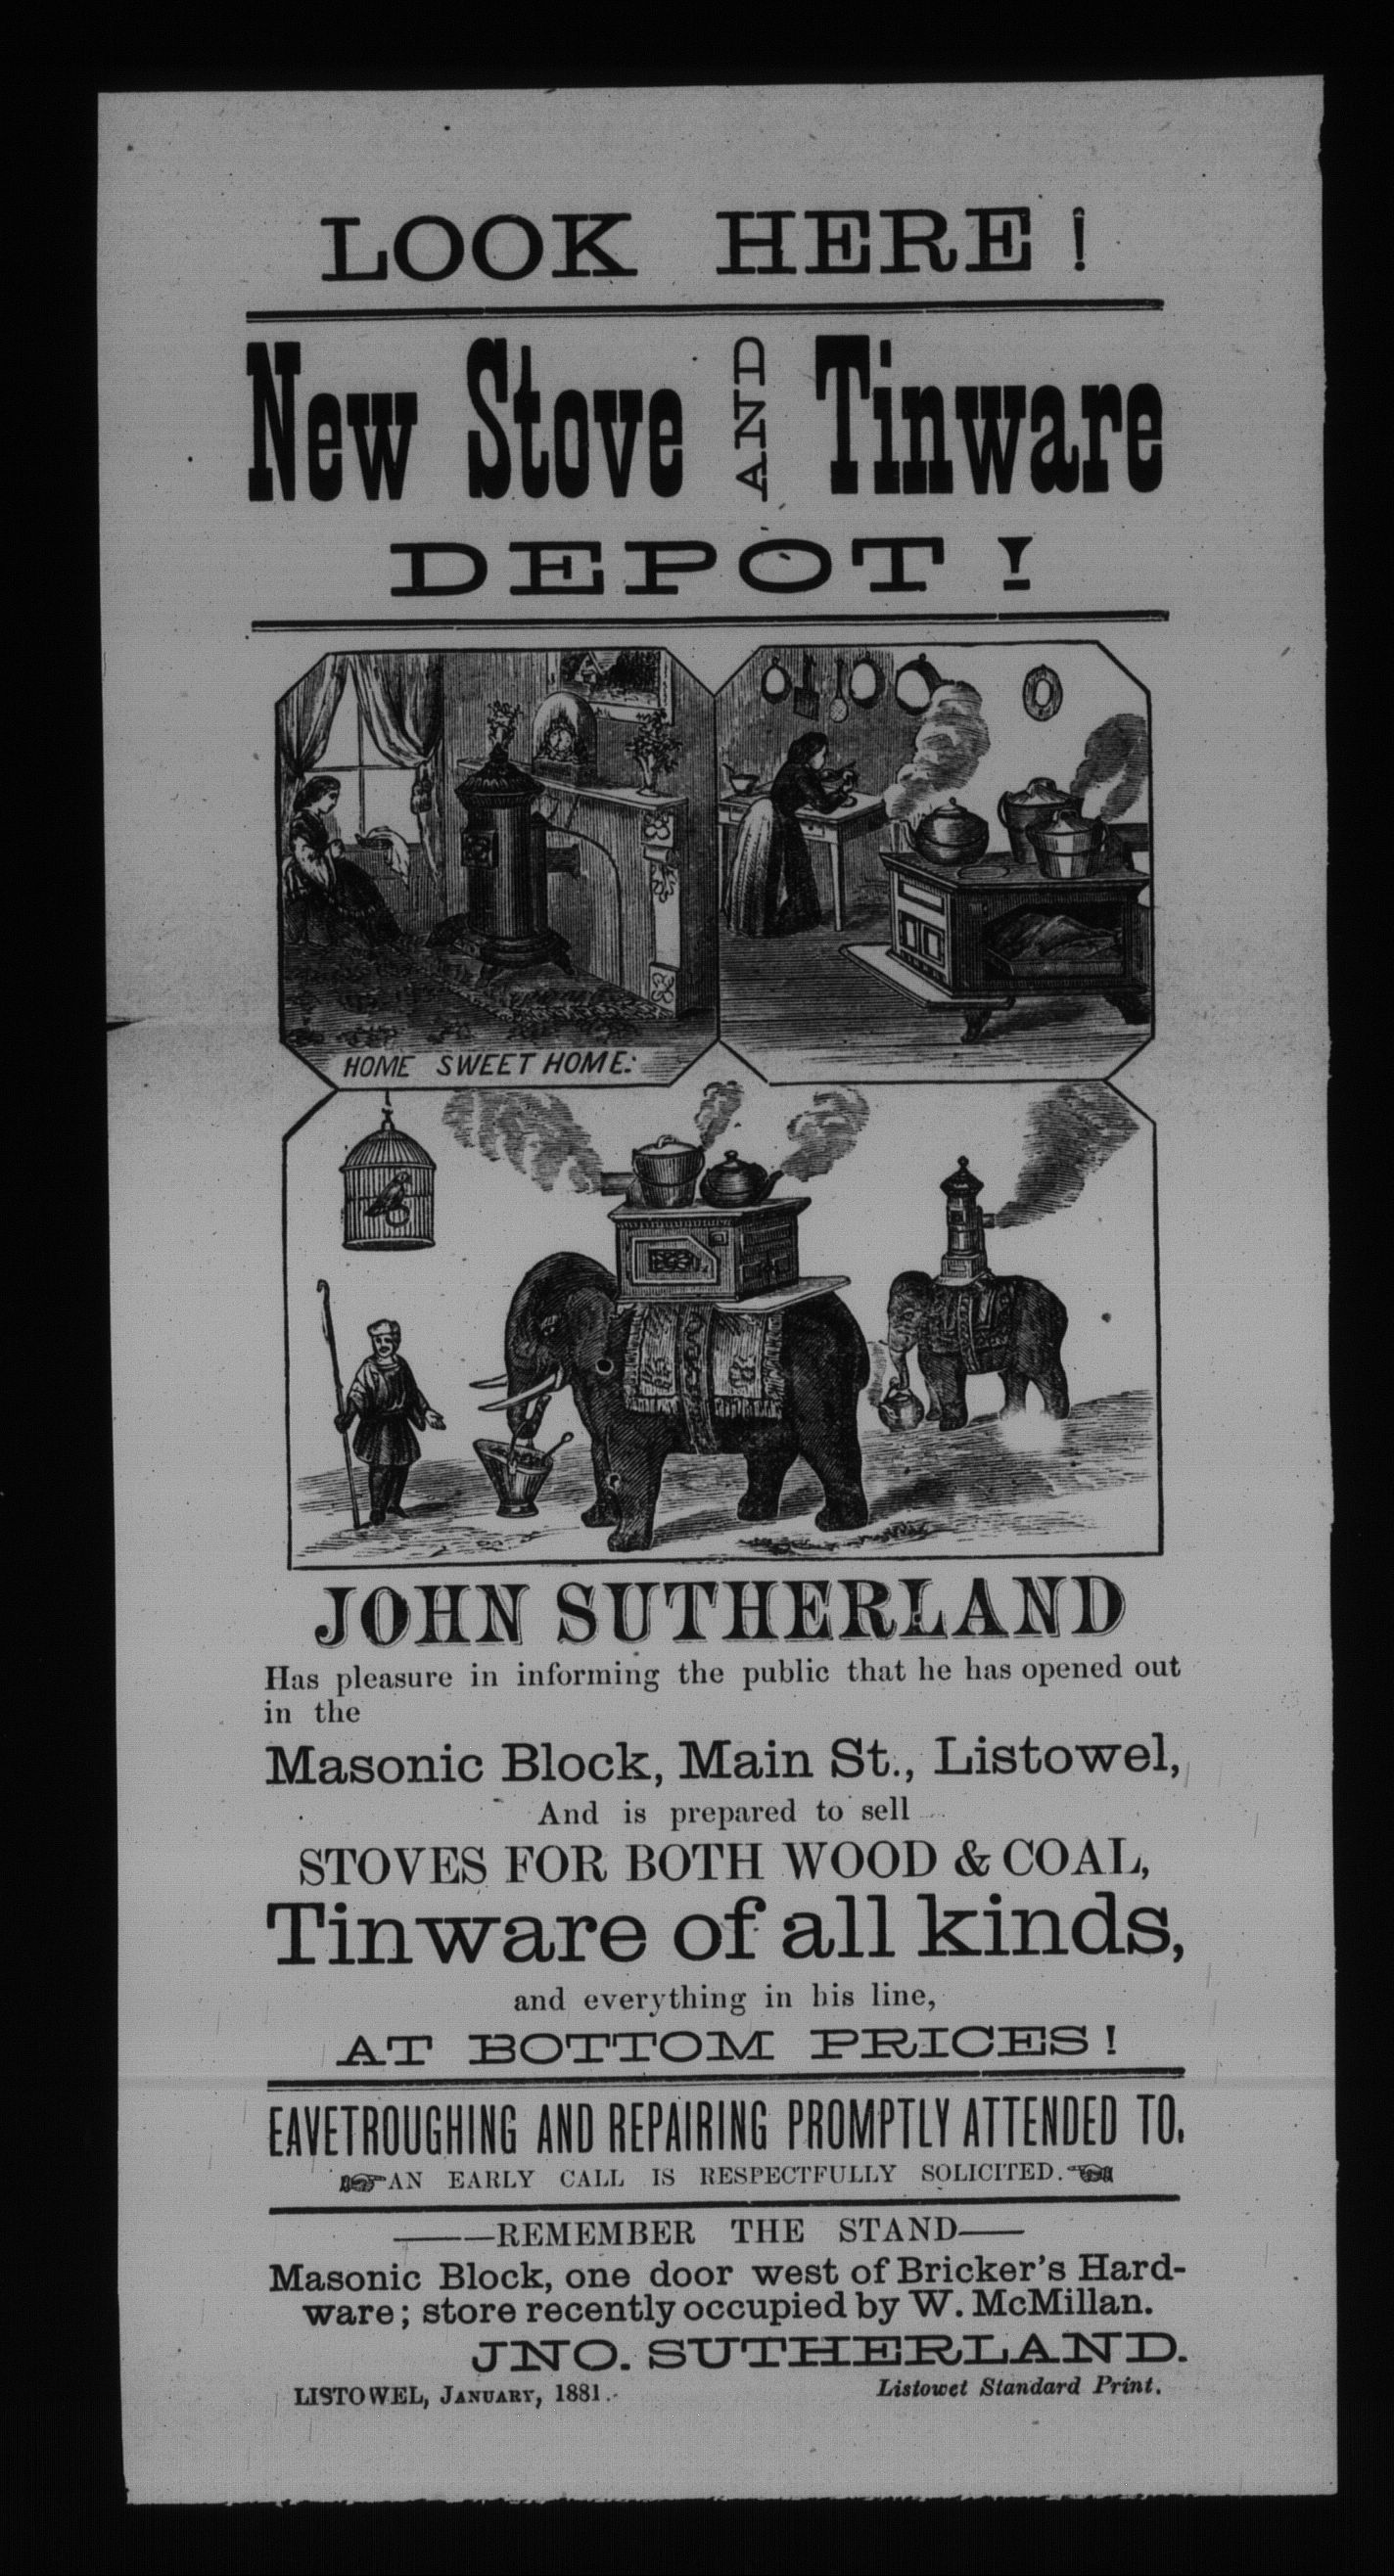 LOOK HERE!
New Stove AND Tinware
DEPOT!
HOME SWEET HOME:
JOHN SUTHERLAND
Has pleasure in informing the public that he has opened out
in the
Masonic Block, Main St., Listowel,
And is prepared to sell
STOVES FOR BOTH WOOD & COAL,
Tinware of all kinds,
and everything in his line,
AT BOTTOM PRICES!
EAVETROUGHING AND REPAIRING PROMPTLY ATTENDED TO.
☞AN EARLY CALL IS RESPECTFULLY SOLICITED.☜
———REMEMBER THE STAND——
Masonic Block, one door west of Bricker's Hard-
ware; store recently occupied by W. McMillan.
JNO. SUTHERLAND.
LISTOWEL, JANUARY, 1881.
Listowet Standard Print.